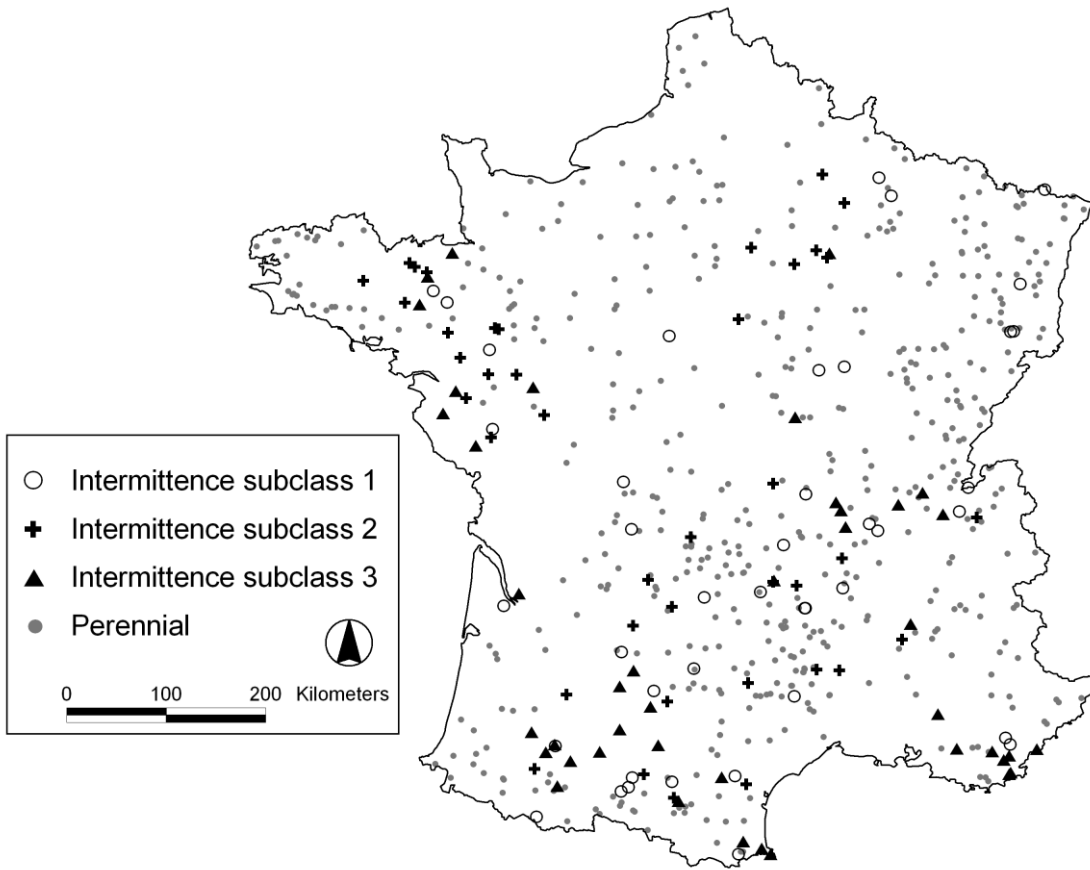 Intermittence subclass 1
Intermittence subclass 2
Intermittence subclass 3
Perennial
0 100 200 Kilometers